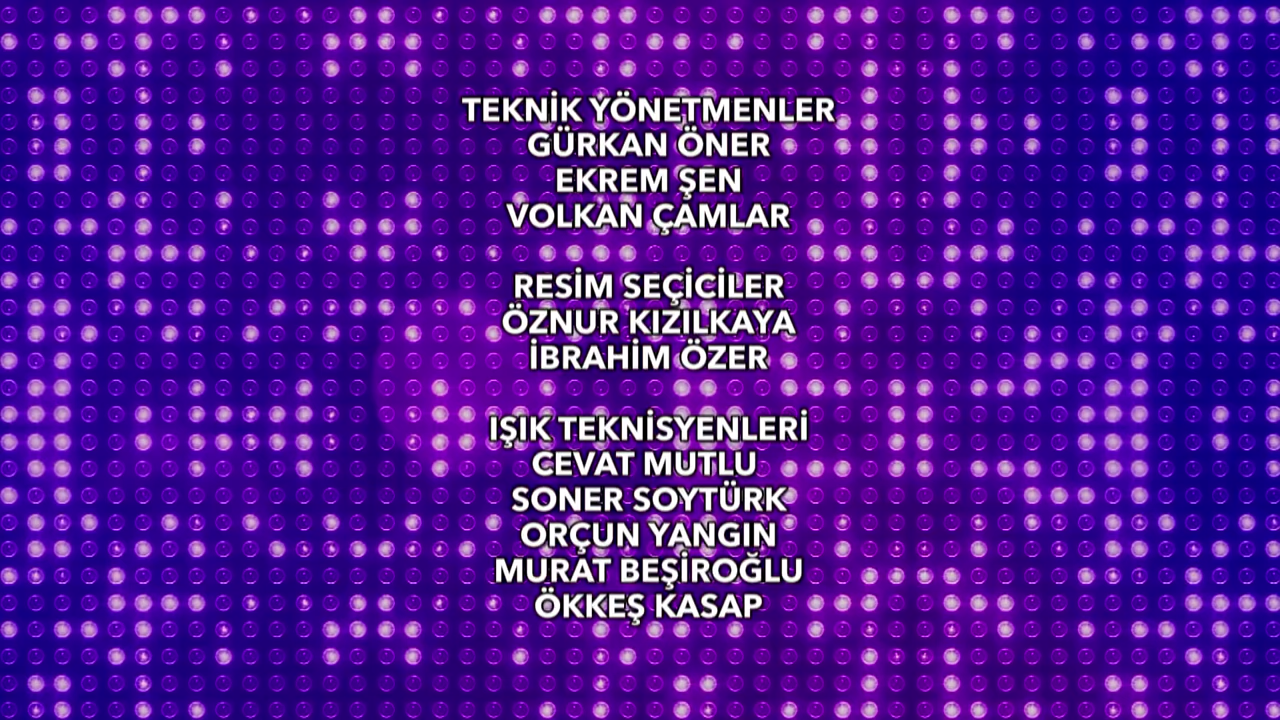 TEKNİK YÖNETMENLER
GÜRKAN ÖNER
EKREM ŞEN
VOLKAN ÇAMLAR
RESİM SEÇİCİLER
ÖZNUR KIZILKAYA
İBRAHİM ÖZER
IŞIK TEKNİSYENLERİ
CEVAT MUTLU
SONER SOYTÜRK
ORÇUN YANGIN
MURAT BEŞİROĞLU
ÖKKEŞ KASAP